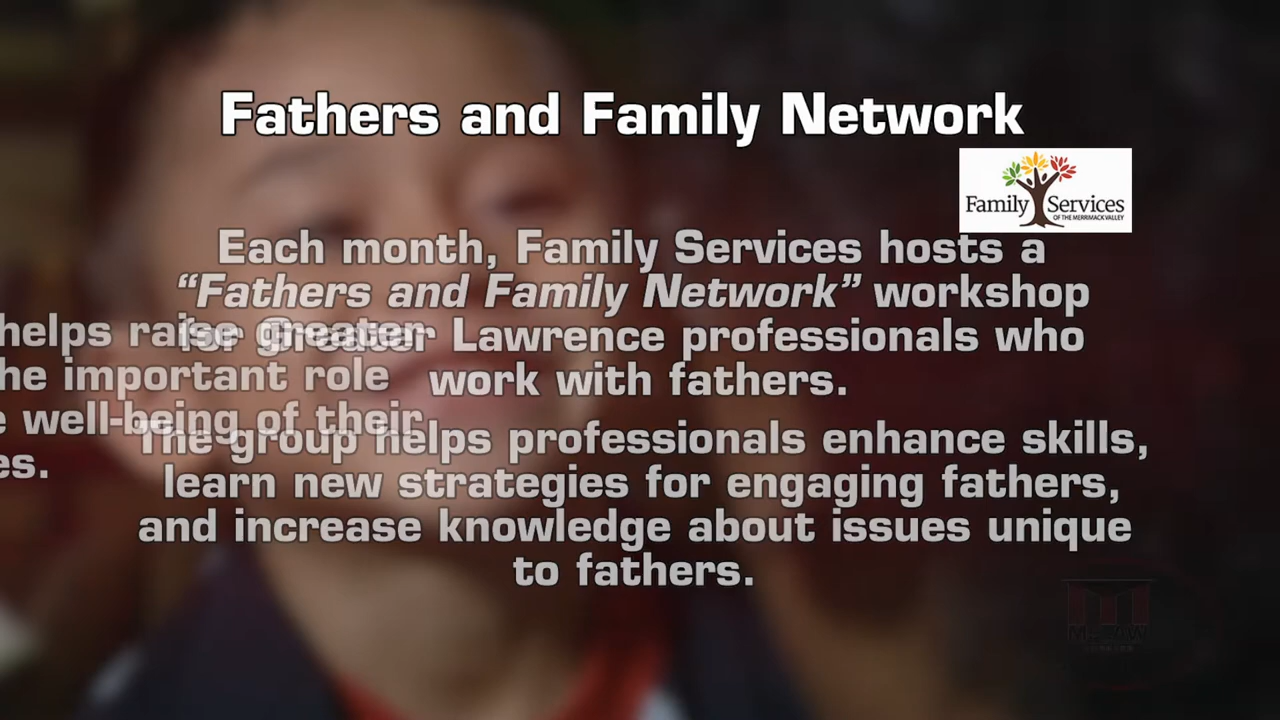 Fathers and Family Network
Family Services
OF THE MERRIMACK VALLEY
Each month, Family Services hosts a
“Fathers and Family Network” workshop
for Greater Lawrence professionals who
work with fathers.
The group helps professionals enhance skills,
learn new strategies for engaging fathers,
and increase knowledge about issues unique
to fathers.
helps raise greater
he important role
e well-being of their
es.